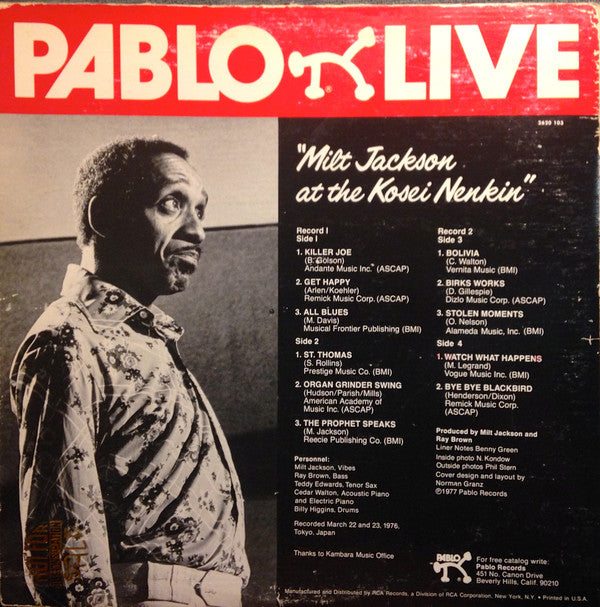 PABLO LIVE
®
2620 103
"Milt Jackson
at the Kosei Nenkin"
Record 1
Side 1
1. KILLER JOE
(B. Golson)
Andante Music Inc. (ASCAP)
2. GET HAPPY
(Arlen/Koehler)
Remick Music Corp. (ASCAP)
3. ALL BLUES
(M. Davis)
Musical Frontier Publishing (BMI)
Side 2
1. ST. THOMAS
(S. Rollins)
Prestige Music Co. (BMI)
2. ORGAN GRINDER SWING
(Hudson/Parish/Mills)
American Academy of
Music Inc. (ASCAP)
3. THE PROPHET SPEAKS
(M. Jackson)
Reecie Publishing Co. (BMI)
Personnel:
Milt Jackson, Vibes
Ray Brown, Bass
Teddy Edwards, Tenor Sax
Cedar Walton, Acoustic Piano
and Electric Piano
Billy Higgins, Drums
Recorded March 22 and 23, 1976,
Tokyo, Japan
Thanks to Kambara Music Office
Record 2
Side 3
1. BOLIVIA
(C. Walton)
Vernita Music (BMI)
2. BIRKS WORKS
(D. Gillespie)
Dizlo Music Corp. (ASCAP)
3. STOLEN MOMENTS
(O. Nelson)
Alameda Music, Inc. (BMI)
Side 4
1. WATCH WHAT HAPPENS
(M. Legrand)
Vogue Music Inc. (BMI)
2. BYE BYE BLACKBIRD
(Henderson/Dixon)
Remick Music Corp.
(ASCAP)
Produced by Milt Jackson and
Ray Brown
Liner Notes Benny Green
Inside photo N. Kondow
Outside photos Phil Stern
Cover design and layout by
Norman Granz
©1977 Pablo Records
PABLO
For free catalog write:
Pablo Records
451 No. Canon Drive
Beverly Hills, Calif. 90210
Manufactured and Distributed by RCA Records, a Division of RCA Corporation, New York, N.Y. • Printed in U.S.A.